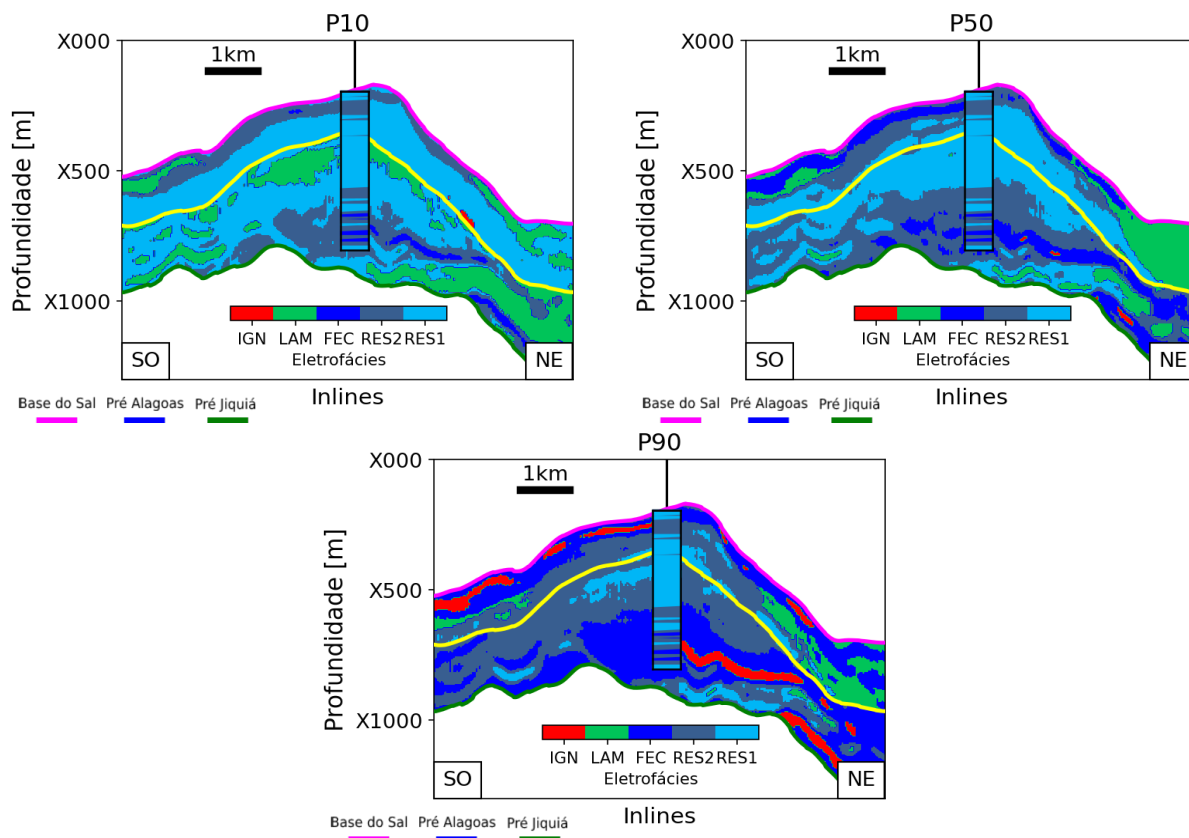 P10
Profundidade [m]
X000
X500
X1000
1km
IGN LAM FEC RES2 RES1
Eletrofácies
SO
NE
Inlines
Base do Sal Pré Alagoas Pré Jiquiá
P50
Profundidade [m]
X000
X500
X1000
1km
IGN LAM FEC RES2 RES1
Eletrofácies
SO
NE
Inlines
Base do Sal Pré Alagoas Pré Jiquiá
P90
Profundidade [m]
X000
X500
X1000
1km
IGN LAM FEC RES2 RES1
Eletrofácies
SO
NE
Inlines
Base do Sal Pré Alagoas Pré Jiquiá